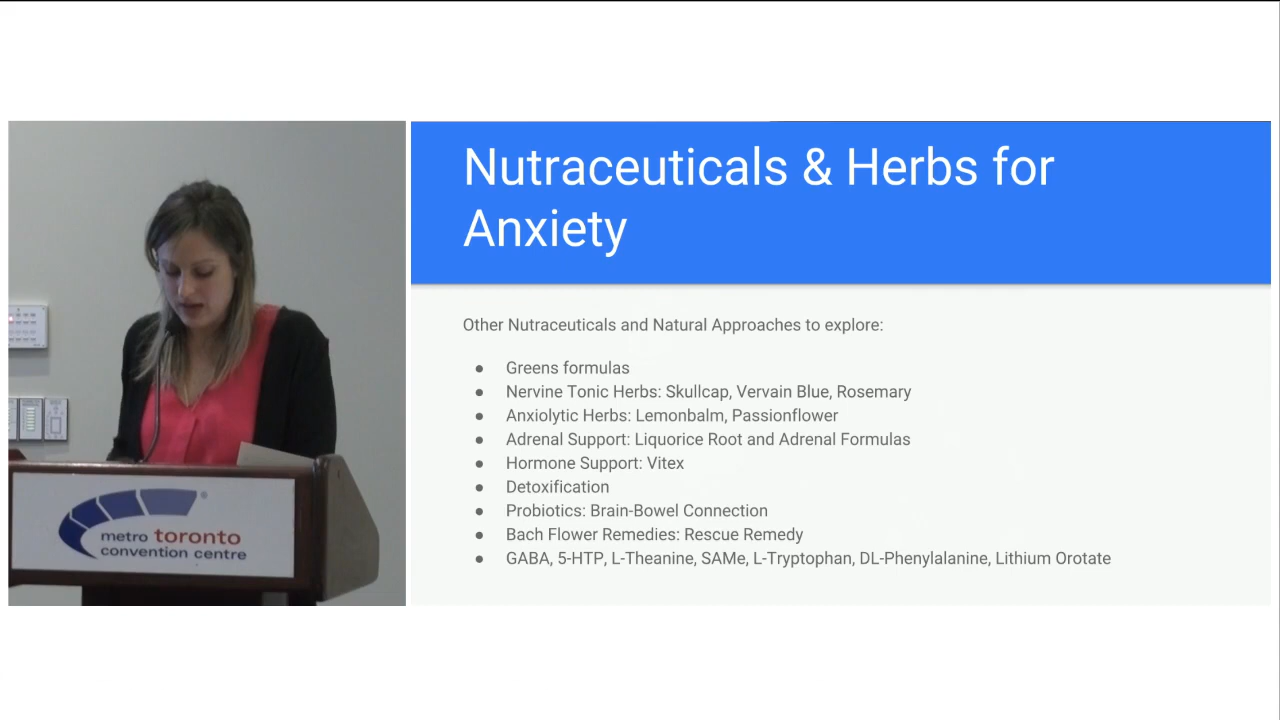 Nutraceuticals & Herbs for
Anxiety
Other Nutraceuticals and Natural Approaches to explore:
● Greens formulas
● Nervine Tonic Herbs: Skullcap, Vervain Blue, Rosemary
● Anxiolytic Herbs: Lemonbalm, Passionflower
● Adrenal Support: Liquorice Root and Adrenal Formulas
● Hormone Support: Vitex
● Detoxification
● Probiotics: Brain-Bowel Connection
● Bach Flower Remedies: Rescue Remedy
● GABA, 5-HTP, L-Theanine, SAMe, L-Tryptophan, DL-Phenylalanine, Lithium Orotate
metro toronto
convention centre